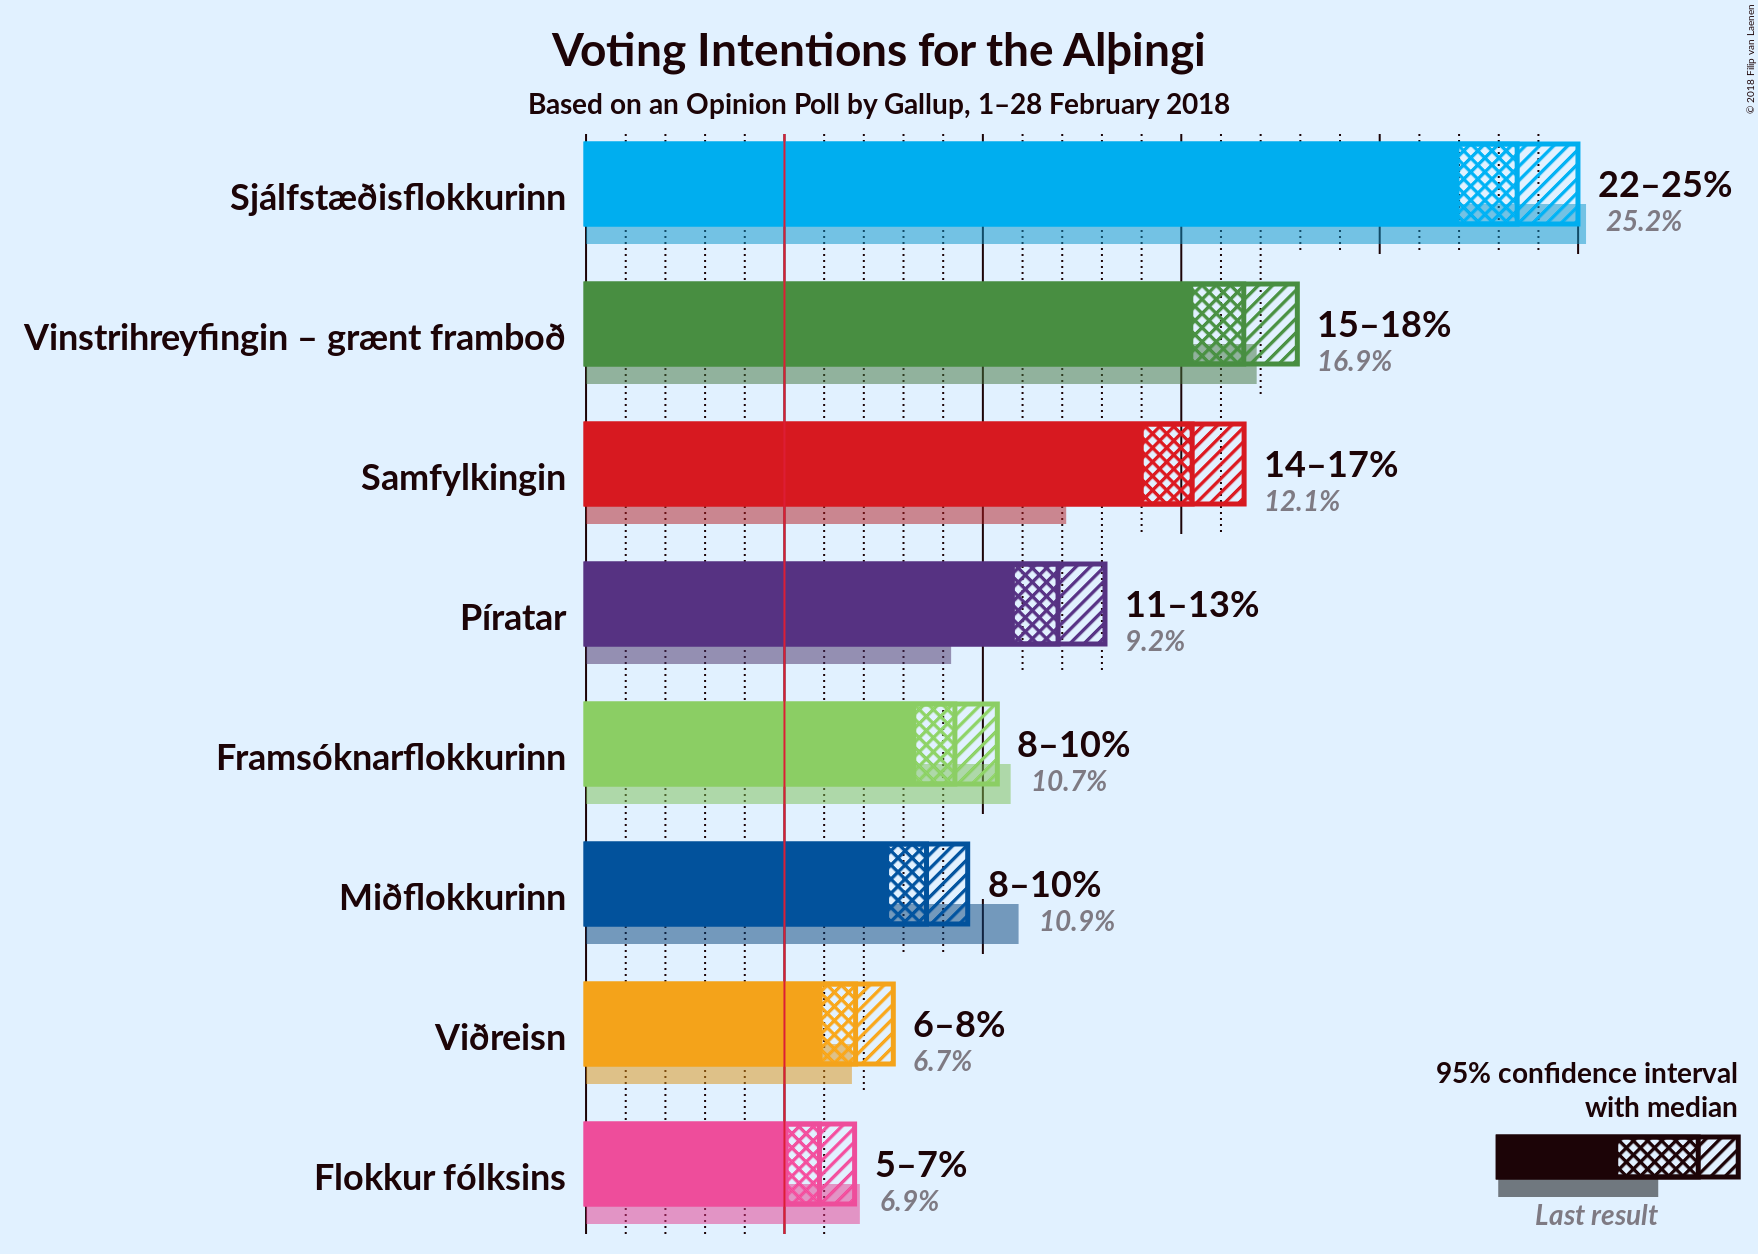 Voting Intentions for the Alþingi
Based on an Opinion Poll by Gallup, 1–28 February 2018
© 2018 Filip van Laenen
Sjálfstæðisflokkurinn
22–25%
25.2%
Vinstrihreyfingin – grænt framboð
15–18%
16.9%
Samfylkingin
14–17%
12.1%
Píratar
11–13%
9.2%
Framsóknarflokkurinn
8–10%
10.7%
Miðflokkurinn
8–10%
10.9%
Viðreisn
6–8%
6.7%
Flokkur fólksins
5–7%
6.9%
95% confidence interval
with median
Last result